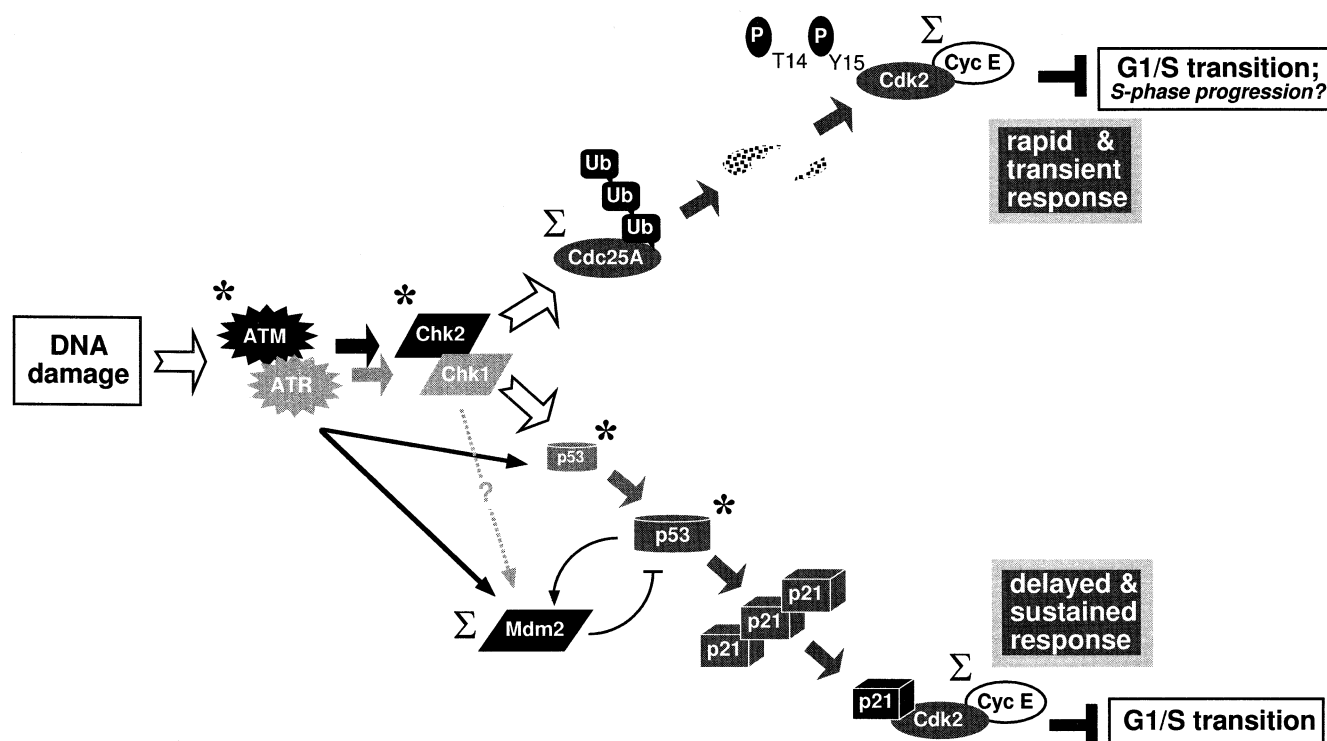 P
P
T14
Y15
Σ
Cdk2
Cyc E
G1/S transition;
S-phase progression?
rapid &
transient
response
Ub
Ub
Ub
Σ
Cdc25A
*
*
DNA
damage
ATM
ATR
Chk2
Chk1
*
p53
?
*
p53
Σ
Mdm2
p21
p21
p21
delayed &
sustained
response
Σ
p21
Cdk2
Cyc E
G1/S transition